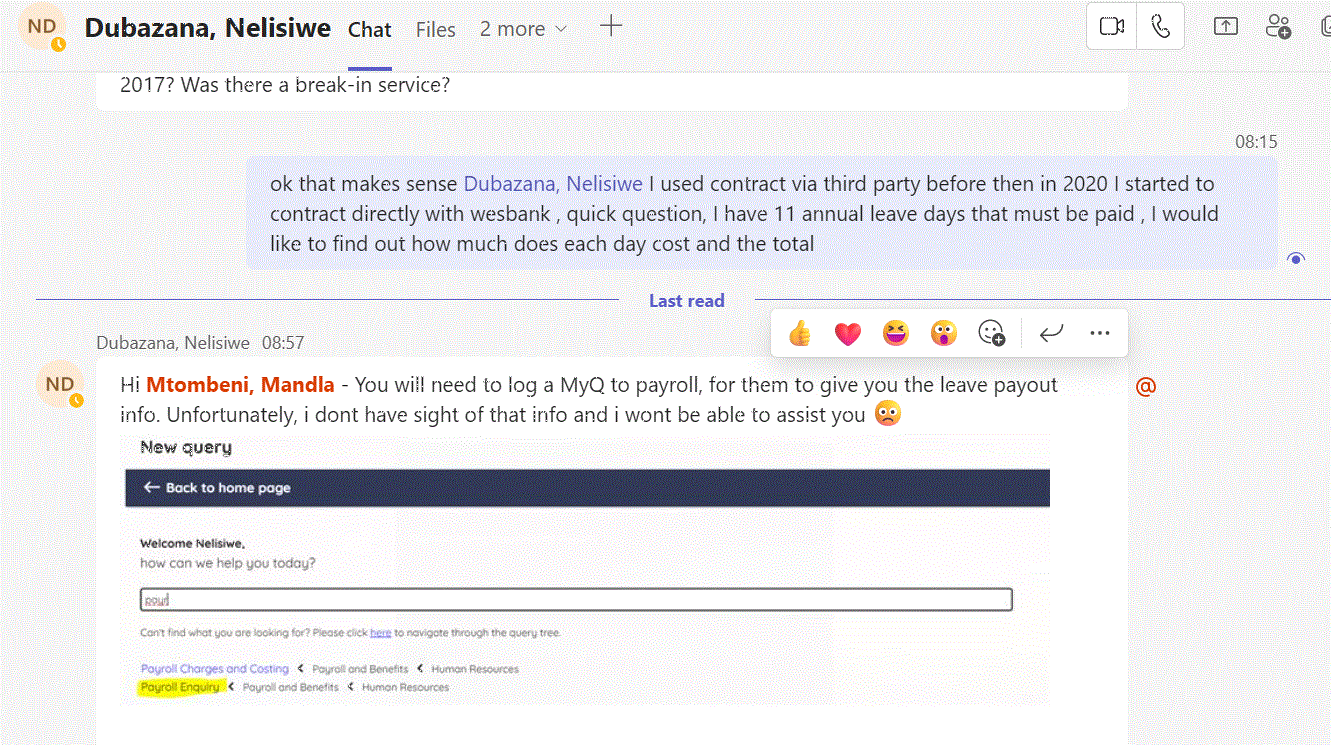 ND
Dubazana, Nelisiwe Chat Files 2 more
2017? Was there a break-in service?
08:15
ok that makes sense Dubazana, Nelisiwe I used contract via third party before then in 2020 I started to
contract directly with wesbank , quick question, I have 11 annual leave days that must be paid , I would
like to find out how much does each day cost and the total
Last read
Dubazana, Nelisiwe 08:57
ND
Hi Mtombeni, Mandla - You will need to log a MyQ to payroll, for them to give you the leave payout
@
info. Unfortunately, i dont have sight of that info and i wont be able to assist you
New query
← Back to home page
Welcome Nelisiwe,
how can we help you today?
Can't find what you are looking for? Please click here to navigate through the query tree.
Payroll Charges and Costing < Payroll and Benefits < Human Resources
Payroll Enquiry < Payroll and Benefits < Human Resources